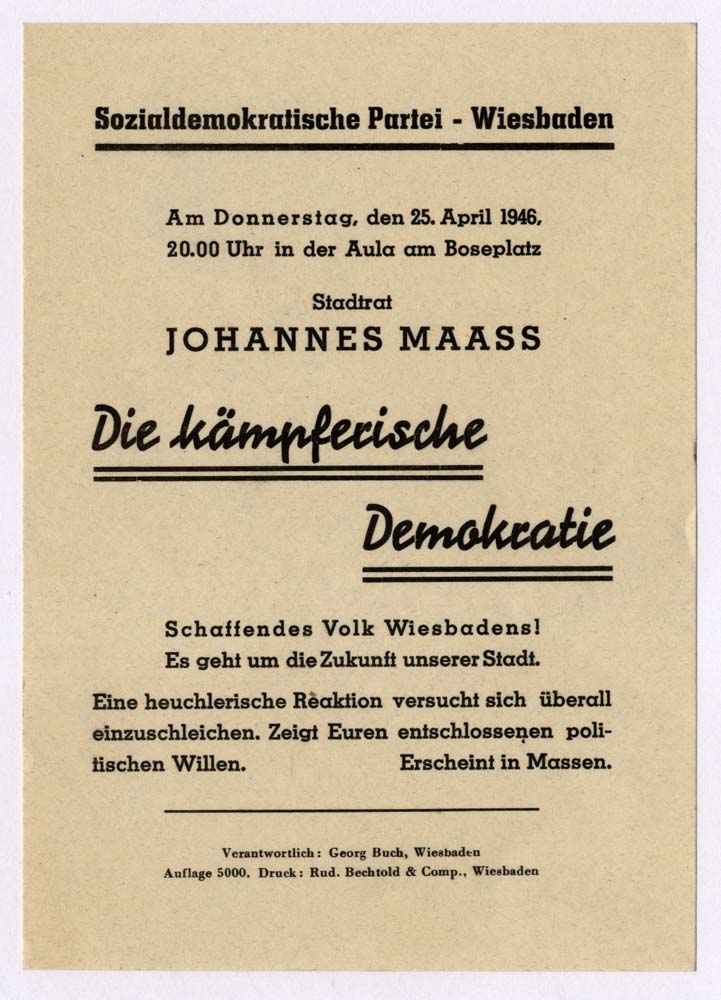 Sozialdemokratische Partei - Wiesbaden
Am Donnerstag, den 25. April 1946,
20.00 Uhr in der Aula am Boseplatz
Stadtrat
JOHANNES MAASS
Die kämpferische
Demokratie
Schaffendes Volk Wiesbadens!
Es geht um die Zukunft unserer Stadt.
Eine heuchlerische Reaktion versucht sich überall
einzuschleichen. Zeigt Euren entschlossenen poli-
tischen Willen. Erscheint in Massen.
Verantwortlich: Georg Buch, Wiesbaden
Auflage 5000. Druck: Rud. Bechtold & Comp., Wiesbaden